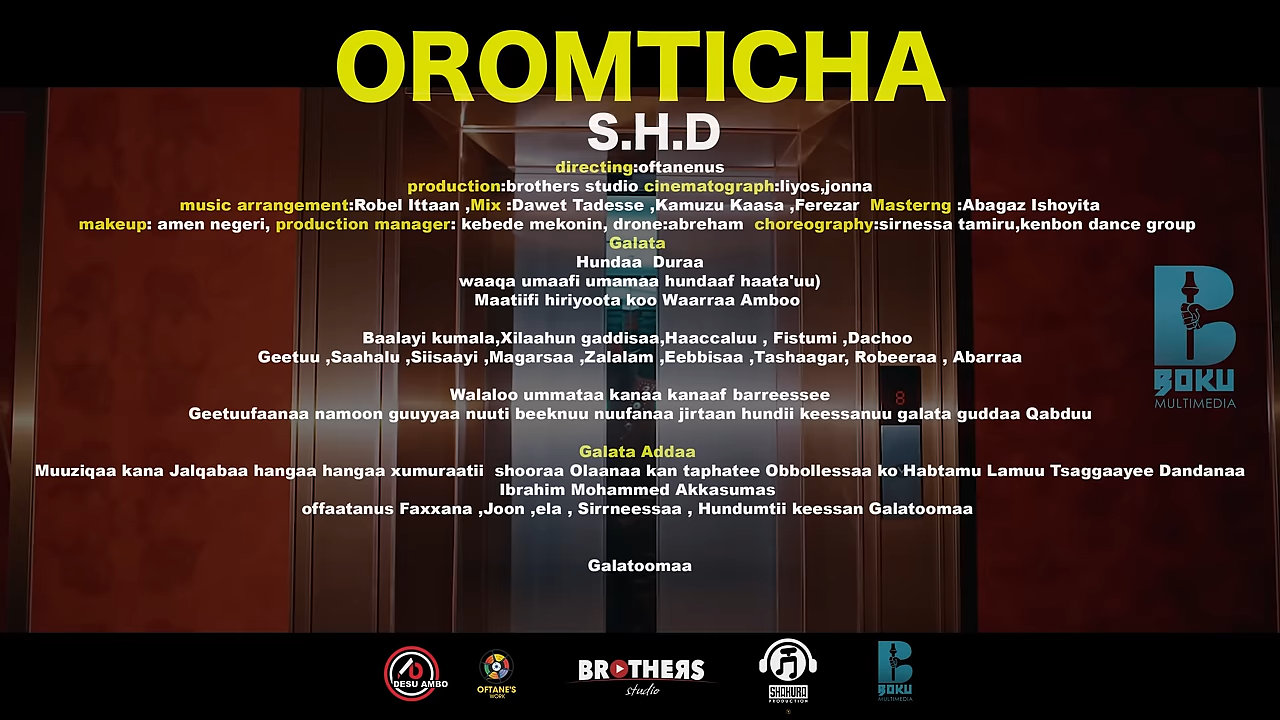 OROMTICHA
S.H.D
directing:oftanenus
production:brothers studio cinematograph:liyos,jonna
music arrangement:Robel Ittaan ,Mix :Dawet Tadesse ,Kamuzu Kaasa ,Ferezar Masterng :Abagaz Ishoyita
makeup: amen negeri, production manager: kebede mekonin, drone:abreham choreography:sirnessa tamiru,kenbon dance group
Galata
Hundaa Duraa
waaqa umaafi umamaa hundaaf haata'uu)
Maatiifi hiriyoota koo Waarraa Amboo
Baalayi kumala,Xilaahun gaddisaa,Haaccaluu , Fistumi ,Dachoo
Geetuu ,Saahalu ,Siisaayi ,Magarsaa ,Zalalam ,Eebbisaa ,Tashaagar, Robeeraa , Abarraa
Walaloo ummataa kanaa kanaaf barreessee
Geetuufaanaa namoon guuyyaa nuuti beeknuu nuufanaa jirtaan hundii keessanuu galata guddaa Qabduu
Galata Addaa
Muuziqaa kana Jalqabaa hangaa hangaa xumuraatii shooraa Olaanaa kan taphatee Obbollessaa ko Habtamu Lamuu Tsaggaayee Dandanaa
Ibrahim Mohammed Akkasumas
offaatanus Faxxana ,Joon ,ela , Sirrneessaa , Hundumtii keessan Galatoomaa
Galatoomaa
8
BOKU
MULTIMEDIA
DESU AMBO
OFTANE'S
WORK
BROTHERS
studio
SHAKURA
PRODUCTION
BOKU
MULTIMEDIA